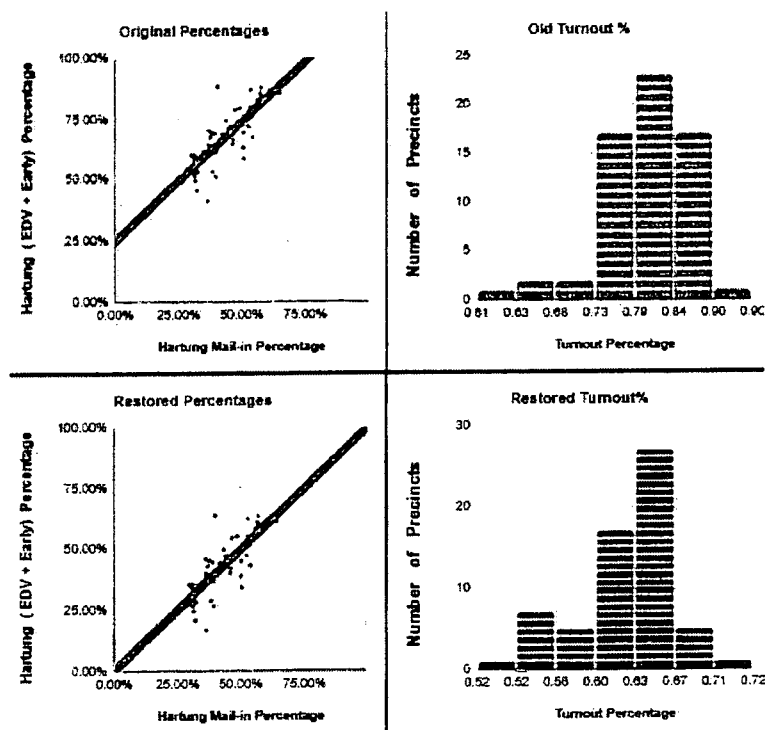 Original Percentages
Hartung ( EDV + Early) Percentage
100.00%
75.00%
50.00%
25.00%
0.00%
0.00% 25.00% 50.00% 75.00%
Hartung Mail-in Percentage
Old Turnout %
Number of Precincts
25
20
15
10
5
0
0.61 0.63 0.68 0.73 0.79 0.84 0.90 0.90
Turnout Percentage
Restored Percentages
Hartung ( EDV + Early) Percentage
100.00%
75.00%
50.00%
25.00%
0.00%
0.00% 25.00% 50.00% 75.00%
Hartung Mail-in Percentage
Restored Turnout%
Number of Precincts
30
20
10
0
0.52 0.52 0.56 0.60 0.63 0.67 0.71 0.72
Turnout Percentage